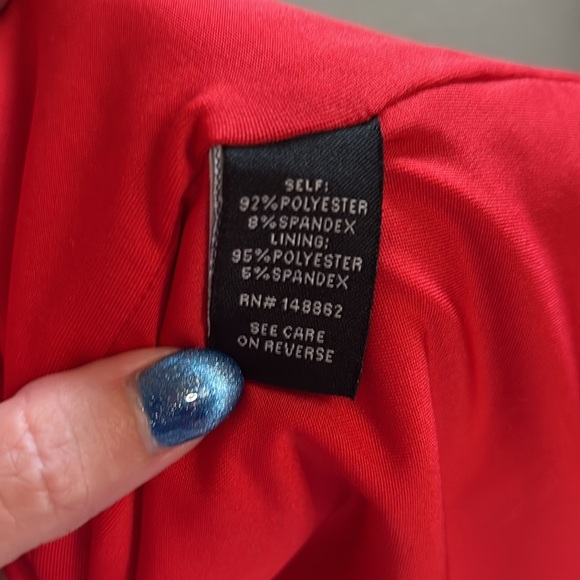 SELF:
92%POLYESTER
8%SPANDEX
LINING:
95%POLYESTER
5%SPANDEX
RN# 148862
SEE CARE
ON REVERSE